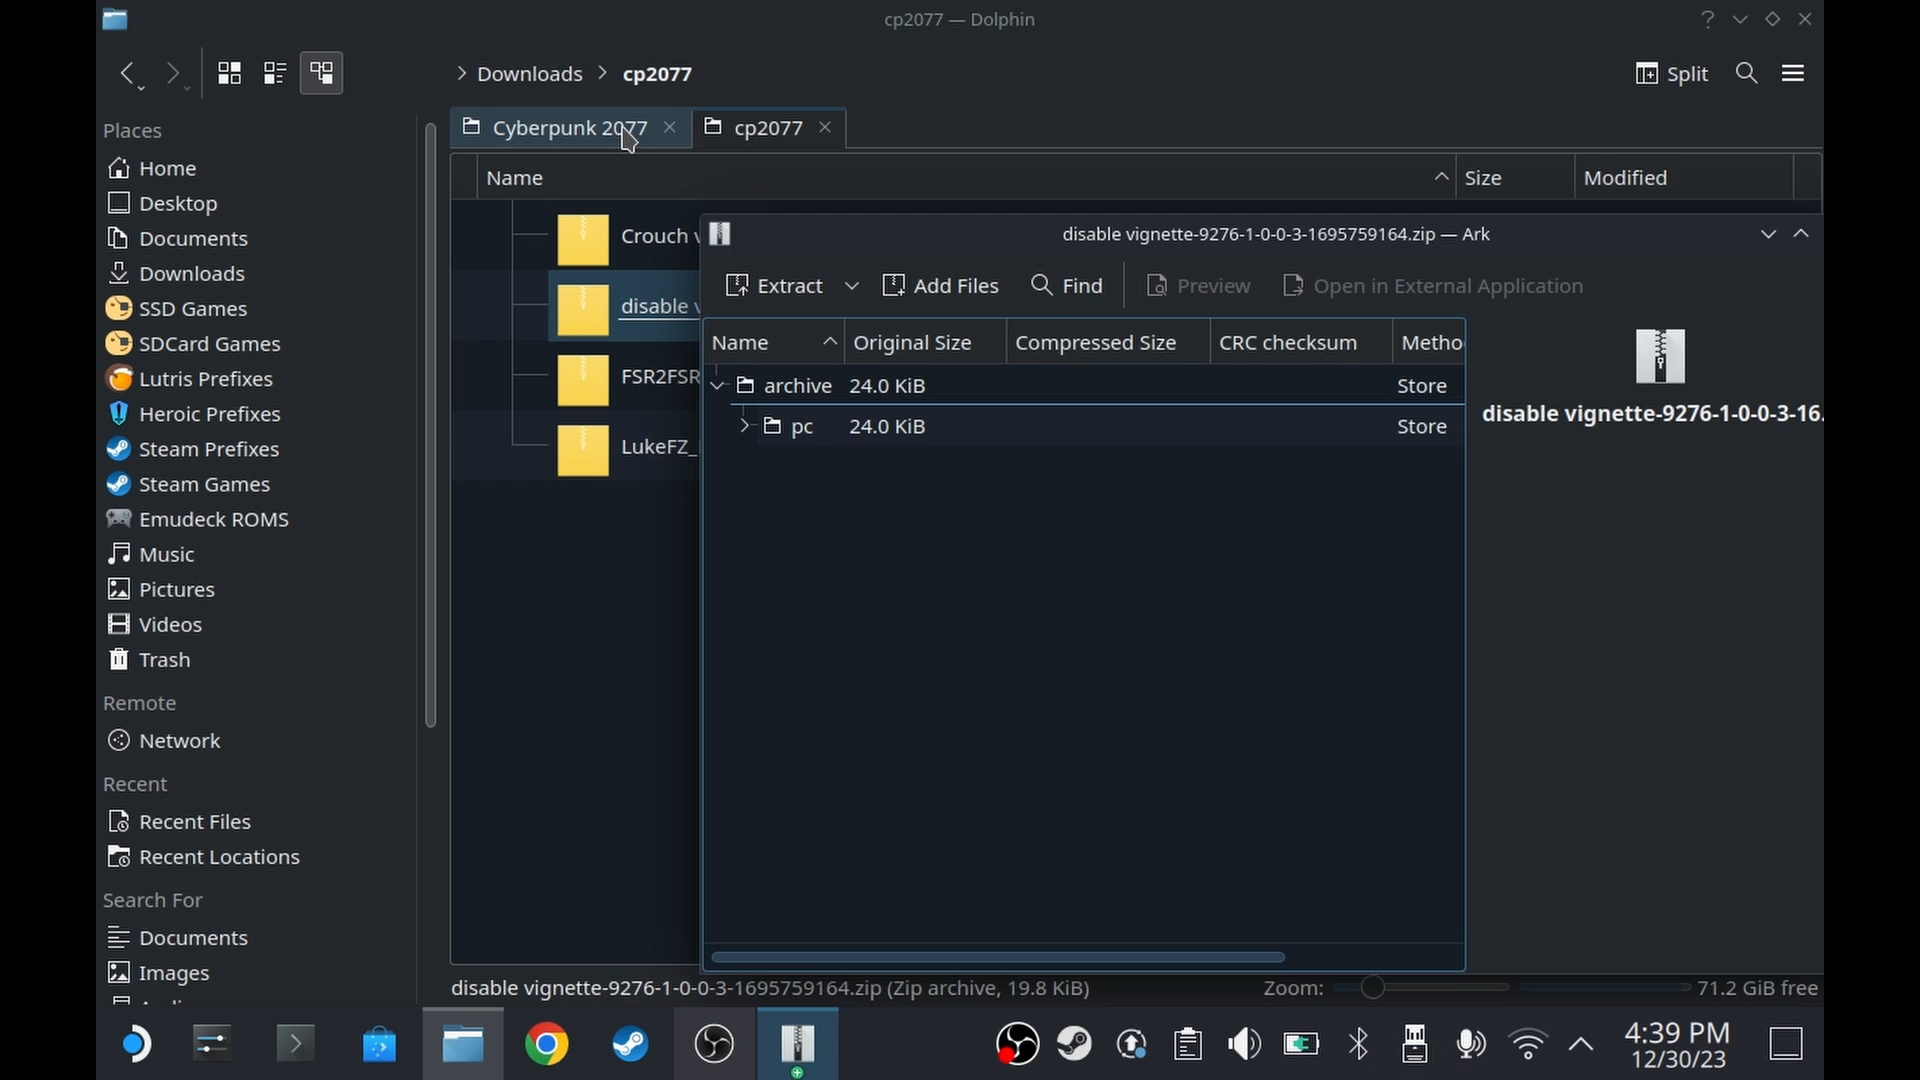 cp2077 — Dolphin
Downloads
cp2077
Split
Places
Home
Desktop
Documents
Downloads
SSD Games
SDCard Games
Lutris Prefixes
Heroic Prefixes
Steam Prefixes
Steam Games
Emudeck ROMS
Music
Pictures
Videos
Trash
Remote
Network
Recent
Recent Files
Recent Locations
Search For
Documents
Images
Cyberpunk 2077
cp2077
Name
Size
Modified
Crouch
disable
FSR2FSR
LukeFZ_
disable vignette-9276-1-0-0-3-1695759164.zip — Ark
Extract
Add Files
Find
Preview
Open in External Application
Name
Original Size
Compressed Size
CRC checksum
Metho
archive 24.0 KiB Store
pc 24.0 KiB Store
disable vignette-9276-1-0-0-3-16.
disable vignette-9276-1-0-0-3-1695759164.zip (Zip archive, 19.8 KiB)
Zoom:
71.2 GiB free
4:39 PM
12/30/23